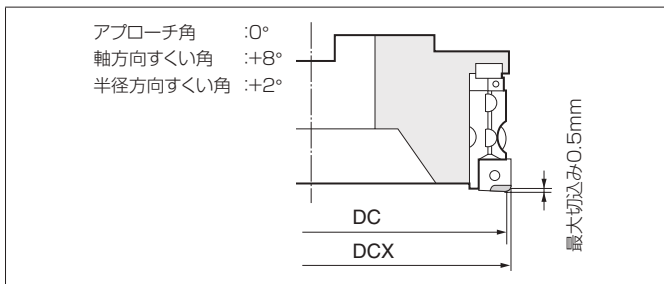 アプローチ角 :0°
軸方向すくい角 :+8°
半径方向すくい角 :+2°
最大切込み0.5mm
DC
DCX